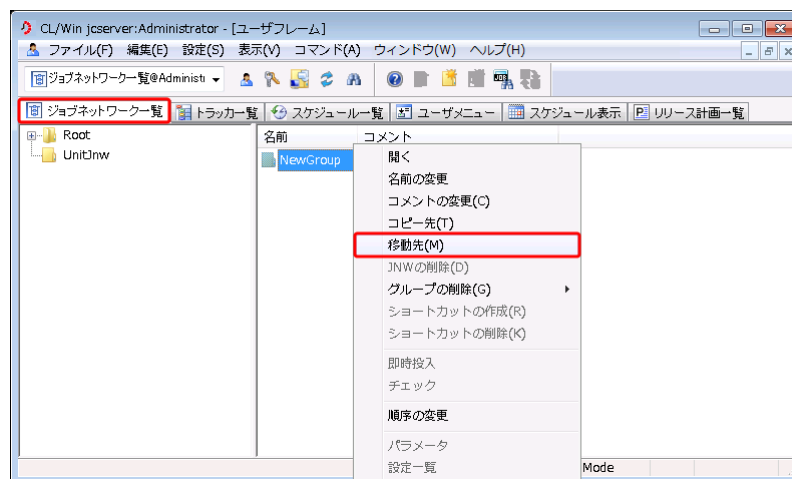 CL/Win jcserver:Administrator - [ユーザフレーム]
ファイル(F) 編集(E) 設定(S) 表示(V) コマンド(A) ウィンドウ(W) ヘルプ(H)
ジョブネットワーク一覧@Administr
ジョブネットワーク一覧 トラッカ一覧 スケジュール一覧 ユーザメニュー スケジュール表示 リリース計画一覧
Root
UnitJnw
名前 コメント
NewGroup
開く
名前の変更
コメントの変更(C)
コピー先(T)
移動先(M)
JNWの削除(D)
グループの削除(G)
ショートカットの作成(R)
ショートカットの削除(K)
即時投入
チェック
順序の変更
パラメータ
設定一覧
Mode